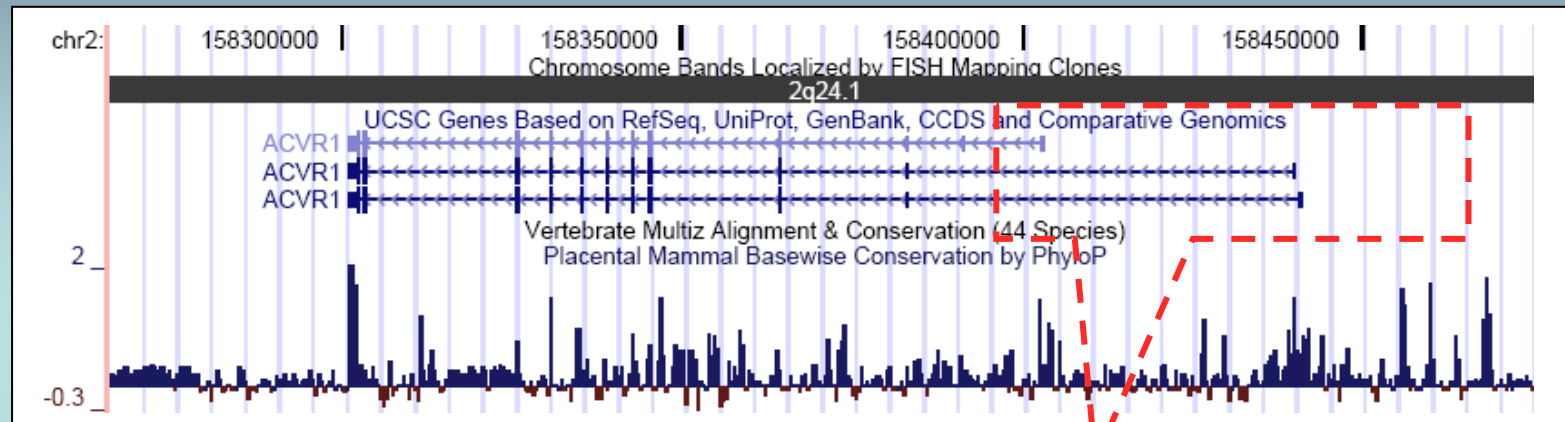 chr2: 158300000 158350000 158400000 158450000
Chromosome Bands Localized by FISH Mapping Clones
2q24.1
UCSC Genes Based on RefSeq, UniProt, GenBank, CCDS and Comparative Genomics
ACVR1
ACVR1
ACVR1
Vertebrate Multiz Alignment & Conservation (44 Species)
Placental Mammal Basewise Conservation by PhyloP
2
-0.3